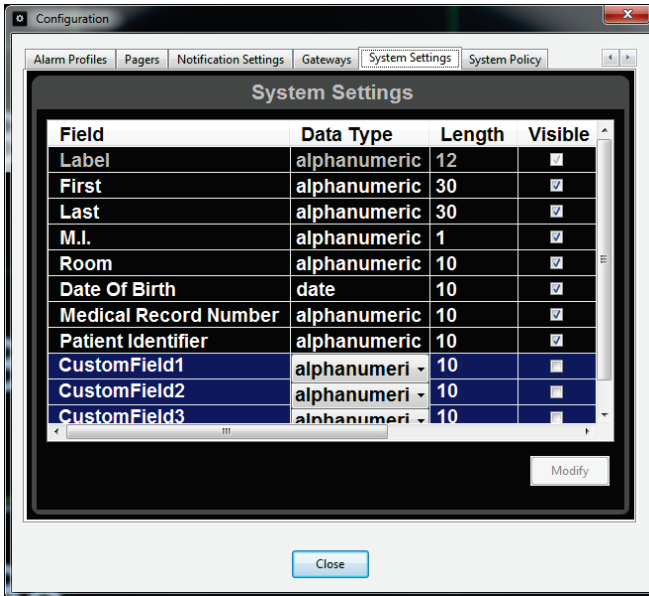 Configuration
Alarm Profiles Pagers Notification Settings Gateways System Settings System Policy
System Settings
Field Data Type Length Visible
Label alphanumeric 12
First alphanumeric 30
Last alphanumeric 30
M.I. alphanumeric 1
Room alphanumeric 10
Date Of Birth date 10
Medical Record Number alphanumeric 10
Patient Identifier alphanumeric 10
CustomField1 alphanumeri 10
CustomField2 alphanumeri 10
CustomField3 alphanumeri 10
Modify
Close